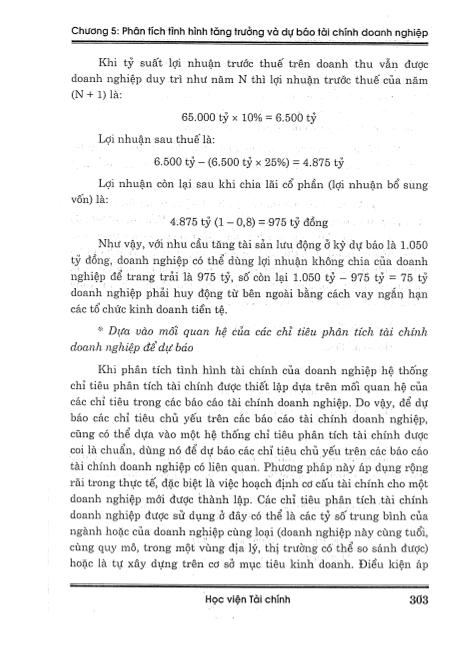 Chương 5: Phân tích tình hình tăng trưởng và dự báo tài chính doanh nghiệp
Khi tỷ suất lợi nhuận trước thuế trên doanh thu vẫn được
doanh nghiệp duy trì như năm N thì lợi nhuận trước thuế của năm
(N + 1) là:
65.000 tỷ × 10% = 6.500 tỷ
Lợi nhuận sau thuế là:
6.500 tỷ – (6.500 tỷ × 25%) = 4.875 tỷ
Lợi nhuận còn lại sau khi chia lãi cổ phần (lợi nhuận bổ sung
vốn) là:
4.875 tỷ (1 – 0,8) = 975 tỷ đồng
Như vậy, với nhu cầu tăng tài sản lưu động ở kỳ dự báo là 1.050
tỷ đồng, doanh nghiệp có thể dùng lợi nhuận không chia của doanh
nghiệp để trang trải là 975 tỷ, số còn lại 1.050 tỷ – 975 tỷ = 75 tỷ
doanh nghiệp phải huy động từ bên ngoài bằng cách vay ngắn hạn
các tổ chức kinh doanh tiền tệ.
* Dựa vào mối quan hệ của các chỉ tiêu phân tích tài chính
doanh nghiệp để dự báo
Khi phân tích tình hình tài chính của doanh nghiệp hệ thống
chỉ tiêu phân tích tài chính được thiết lập dựa trên mối quan hệ của
các chỉ tiêu trong các báo cáo tài chính doanh nghiệp. Do vậy, để dự
báo các chỉ tiêu chủ yếu trên các báo cáo tài chính doanh nghiệp,
cũng có thể dựa vào một hệ thống chỉ tiêu phân tích tài chính được
coi là chuẩn, dùng nó để dự báo các chỉ tiêu chủ yếu trên các báo cáo
tài chính doanh nghiệp có liên quan. Phương pháp này áp dụng rộng
rãi trong thực tế, đặc biệt là việc hoạch định cơ cấu tài chính cho một
doanh nghiệp mới được thành lập. Các chỉ tiêu phân tích tài chính
doanh nghiệp được sử dụng ở đây có thể là các tỷ số trung bình của
ngành hoặc của doanh nghiệp cùng loại (doanh nghiệp này cùng tuổi,
cùng quy mô, trong một vùng địa lý, thị trường có thể so sánh được)
hoặc là tự xây dựng trên cơ sở mục tiêu kinh doanh. Điều kiện áp
Học viện Tài chính 303